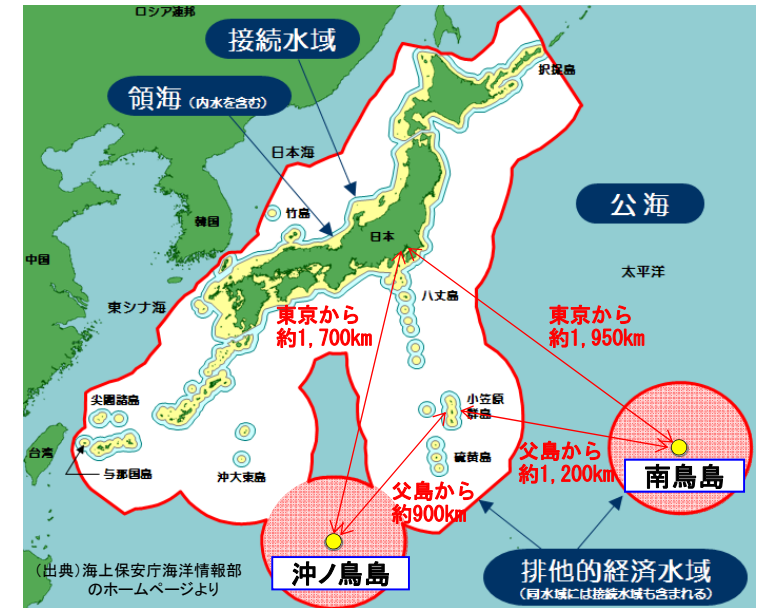 ロシア連邦
接続水域
択捉島
領海（内水を含む）
日本海
竹島
公海
韓国
日本
中国
太平洋
八丈島
東シナ海
東京から
約1,700km
東京から
約1,950km
尖閣諸島
小笠原
群島
台湾
父島から
約1,200km
硫黄島
与那国島
沖大東島
南鳥島
父島から
約900km
沖ノ鳥島
排他的経済水域
（同水域には接続水域も含まれる）
（出典）海上保安庁海洋情報部
のホームページより